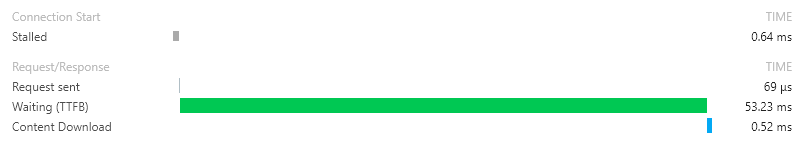 Connection Start TIME
Stalled 0.64 ms
Request/Response TIME
Request sent 69 μs
Waiting (TTFB) 53.23 ms
Content Download 0.52 ms